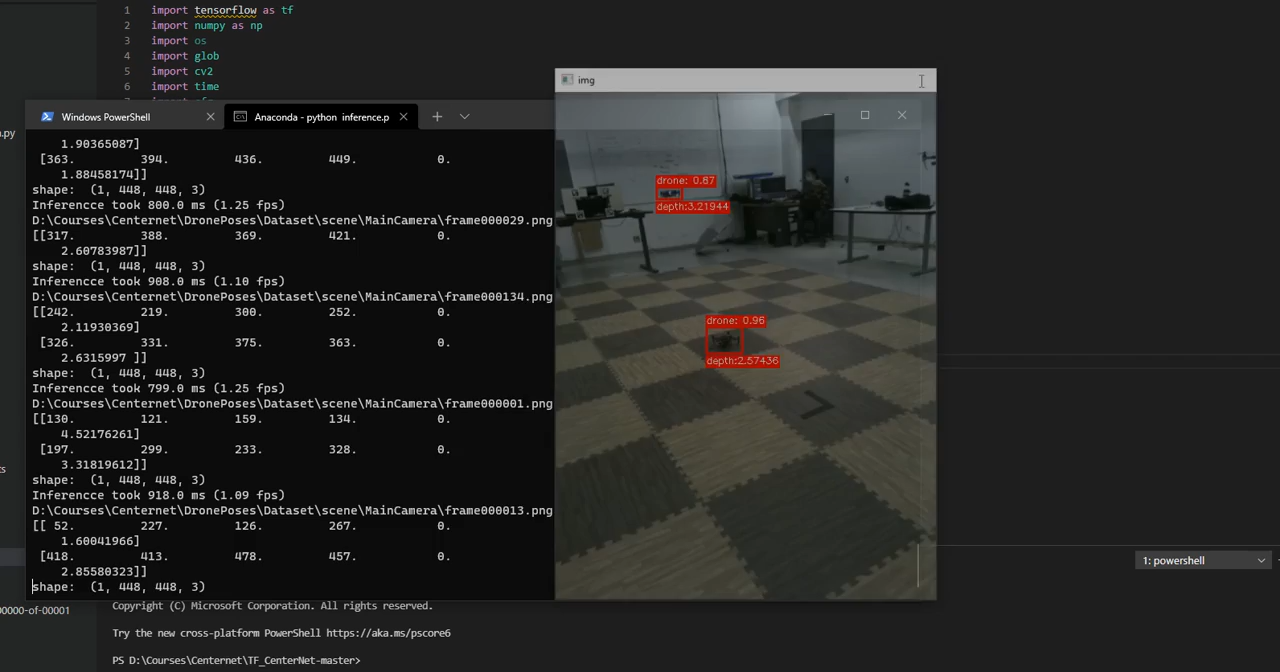 1 import tensorflow as tf
2 import numpy as np
3 import os
4 import glob
5 import cv2
6 import time
img
Windows PowerShell
Anaconda - python inference.p
.py
1.90365087]
[363. 394. 436. 449. 0.
1.88458174]]
shape: (1, 448, 448, 3)
Inferencce took 800.0 ms (1.25 fps)
D:\Courses\Centernet\DronePoses\Dataset\scene\MainCamera\frame000029.png
[[317. 388. 369. 421. 0.
2.60783987]]
shape: (1, 448, 448, 3)
Inferencce took 908.0 ms (1.10 fps)
D:\Courses\Centernet\DronePoses\Dataset\scene\MainCamera\frame000134.png
[[242. 219. 300. 252. 0.
2.11930369]
[326. 331. 375. 363. 0.
2.6315997 ]]
shape: (1, 448, 448, 3)
Inferencce took 799.0 ms (1.25 fps)
D:\Courses\Centernet\DronePoses\Dataset\scene\MainCamera\frame000001.png
[[130. 121. 159. 134. 0.
4.52176261]
[197. 299. 233. 328. 0.
3.31819612]]
shape: (1, 448, 448, 3)
Inferencce took 918.0 ms (1.09 fps)
D:\Courses\Centernet\DronePoses\Dataset\scene\MainCamera\frame000013.png
[[ 52. 227. 126. 267. 0.
1.60041966]
[418. 413. 478. 457. 0.
2.85580323]]
shape: (1, 448, 448, 3)
drone: 0.87
depth:3.21944
drone: 0.96
depth:2.57436
1: powershell
00000-of-00001
Copyright (C) Microsoft Corporation. All rights reserved.
Try the new cross-platform PowerShell https://aka.ms/pscore6
PS D:\Courses\Centernet\TF_CenterNet-master>